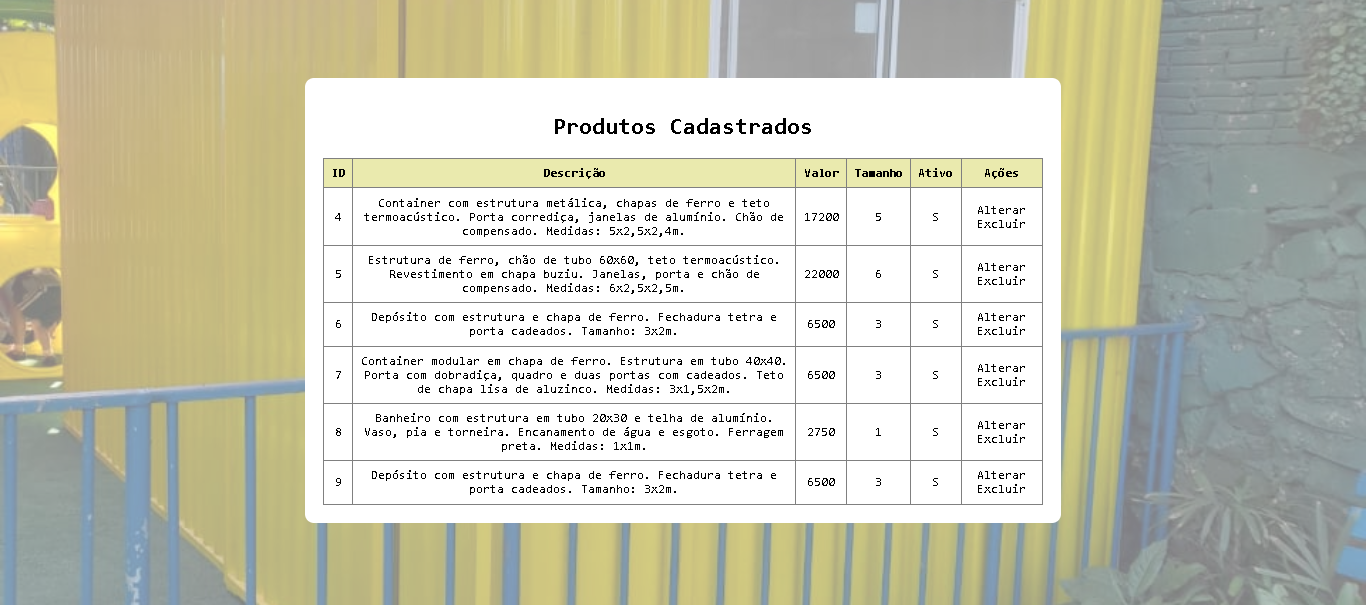 Produtos Cadastrados
ID Descrição Valor Tamanho Ativo Ações
Container com estrutura metálica, chapas de ferro e teto
termoacústico. Porta corrediça, janelas de alumínio. Chão de
compensado. Medidas: 5x2,5x2,4m.
4 17200 5 S Alterar
Excluir
Estrutura de ferro, chão de tubo 60x60, teto termoacústico.
Revestimento em chapa buziu. Janelas, porta e chão de
compensado. Medidas: 6x2,5x2,5m.
5 22000 6 S Alterar
Excluir
Depósito com estrutura e chapa de ferro. Fechadura tetra e
porta cadeados. Tamanho: 3x2m.
6 6500 3 S Alterar
Excluir
Container modular em chapa de ferro. Estrutura em tubo 40x40.
Porta com dobradiça, quadro e duas portas com cadeados. Teto
de chapa lisa de aluzinco. Medidas: 3x1,5x2m.
7 6500 3 S Alterar
Excluir
Banheiro com estrutura em tubo 20x30 e telha de alumínio.
Vaso, pia e torneira. Encanamento de água e esgoto. Ferragem
preta. Medidas: 1x1m.
8 2750 1 S Alterar
Excluir
Depósito com estrutura e chapa de ferro. Fechadura tetra e
porta cadeados. Tamanho: 3x2m.
9 6500 3 S Alterar
Excluir